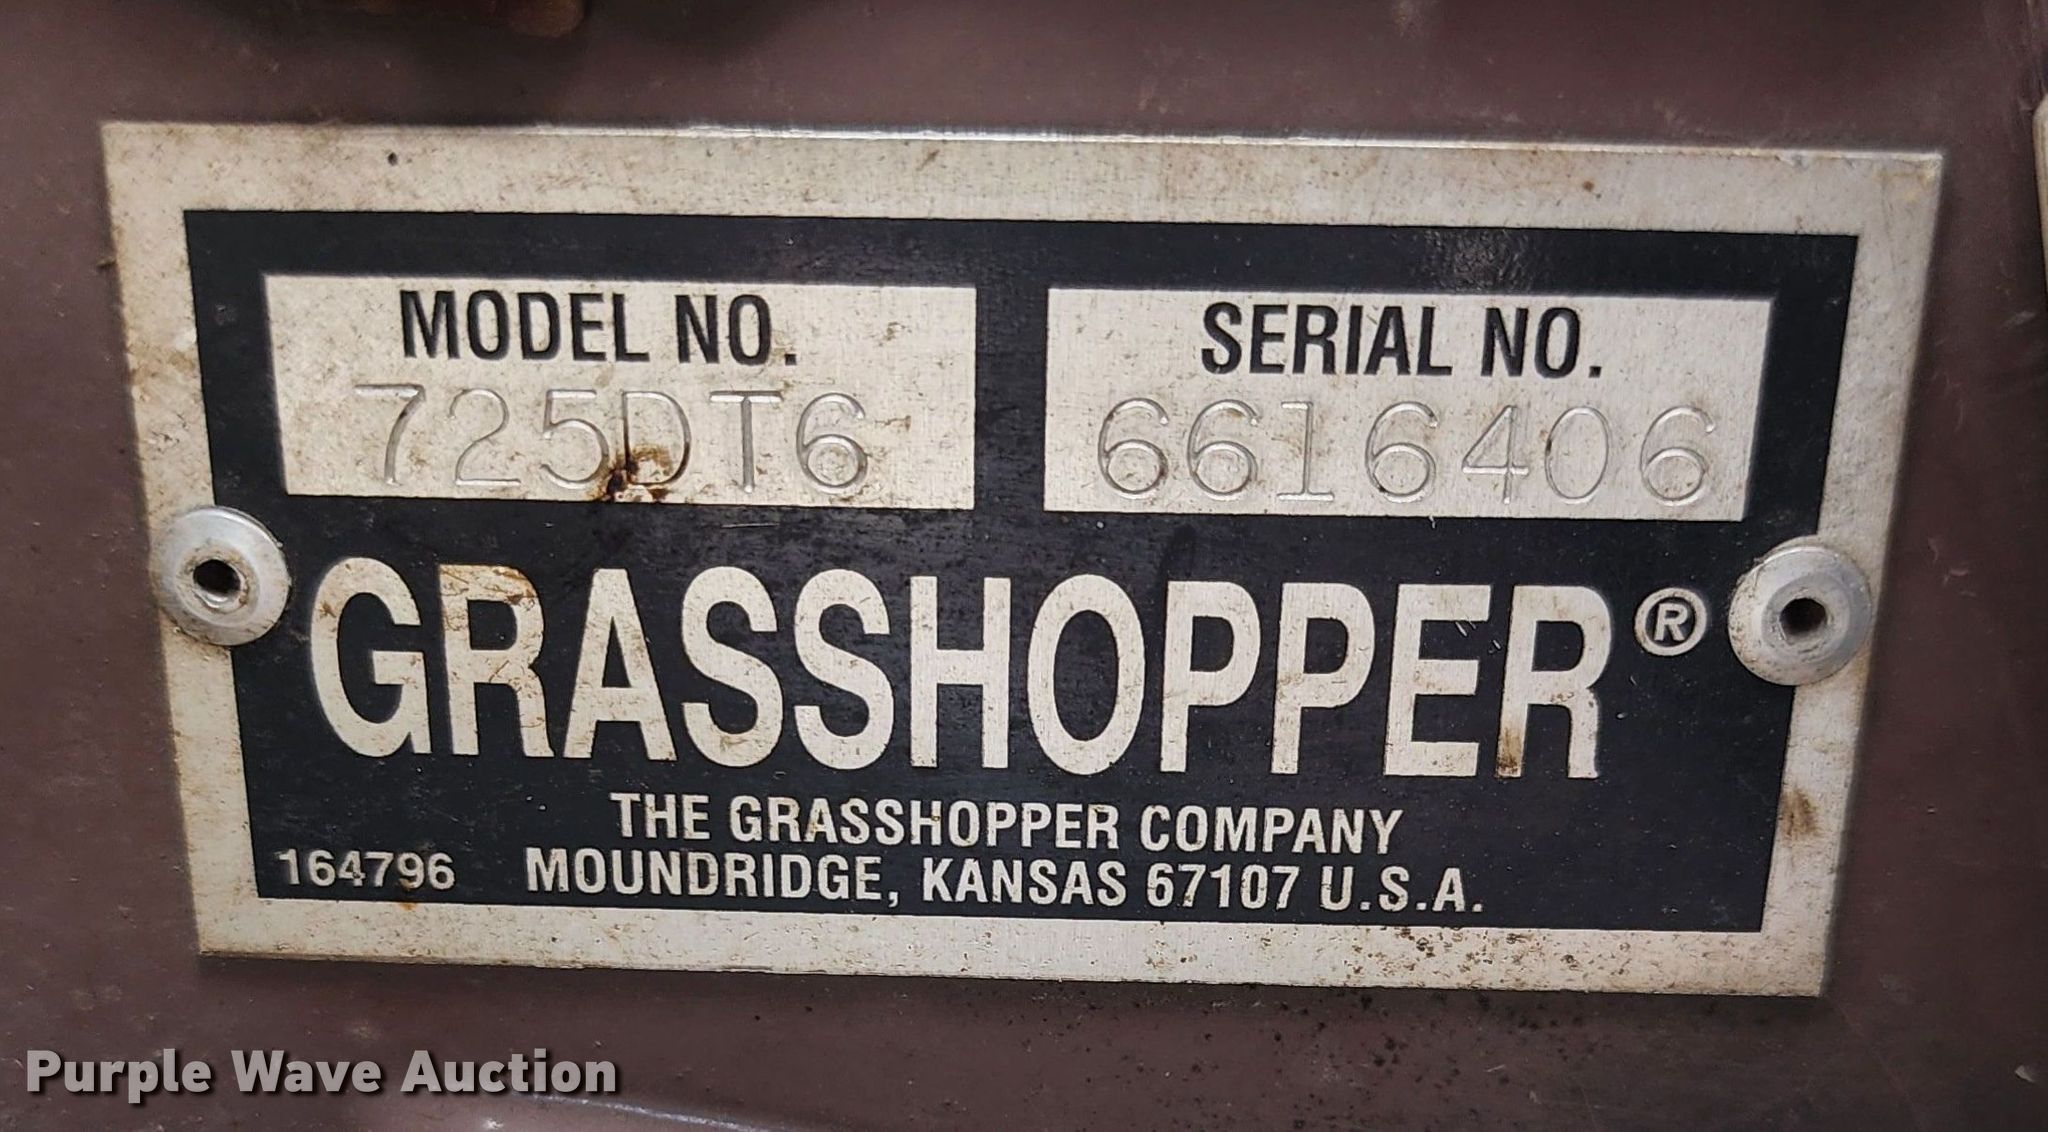 MODEL NO.
725DT6
SERIAL NO.
6616406
GRASSHOPPER®
THE GRASSHOPPER COMPANY
164796 MOUNDRIDGE, KANSAS 67107 U.S.A.
Purple Wave Auction